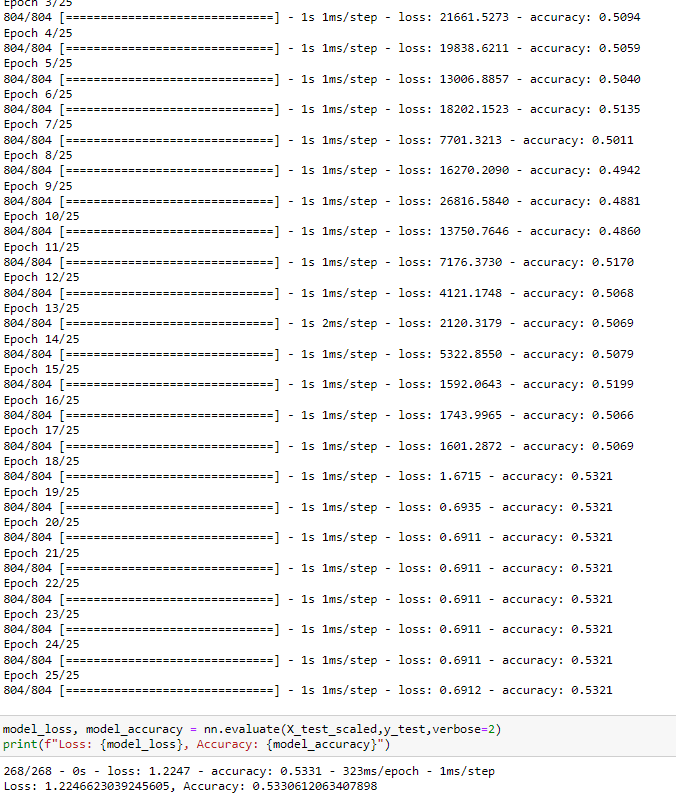 Epoch 3/25
804/804 [==============================] - 1s 1ms/step - loss: 21661.5273 - accuracy: 0.5094
Epoch 4/25
804/804 [==============================] - 1s 1ms/step - loss: 19838.6211 - accuracy: 0.5059
Epoch 5/25
804/804 [==============================] - 1s 1ms/step - loss: 13006.8857 - accuracy: 0.5040
Epoch 6/25
804/804 [==============================] - 1s 1ms/step - loss: 18202.1523 - accuracy: 0.5135
Epoch 7/25
804/804 [==============================] - 1s 1ms/step - loss: 7701.3213 - accuracy: 0.5011
Epoch 8/25
804/804 [==============================] - 1s 1ms/step - loss: 16270.2090 - accuracy: 0.4942
Epoch 9/25
804/804 [==============================] - 1s 1ms/step - loss: 26816.5840 - accuracy: 0.4881
Epoch 10/25
804/804 [==============================] - 1s 1ms/step - loss: 13750.7646 - accuracy: 0.4860
Epoch 11/25
804/804 [==============================] - 1s 1ms/step - loss: 7176.3730 - accuracy: 0.5170
Epoch 12/25
804/804 [==============================] - 1s 1ms/step - loss: 4121.1748 - accuracy: 0.5068
Epoch 13/25
804/804 [==============================] - 1s 2ms/step - loss: 2120.3179 - accuracy: 0.5069
Epoch 14/25
804/804 [==============================] - 1s 1ms/step - loss: 5322.8550 - accuracy: 0.5079
Epoch 15/25
804/804 [==============================] - 1s 1ms/step - loss: 1592.0643 - accuracy: 0.5199
Epoch 16/25
804/804 [==============================] - 1s 1ms/step - loss: 1743.9965 - accuracy: 0.5066
Epoch 17/25
804/804 [==============================] - 1s 1ms/step - loss: 1601.2872 - accuracy: 0.5069
Epoch 18/25
804/804 [==============================] - 1s 1ms/step - loss: 1.6715 - accuracy: 0.5321
Epoch 19/25
804/804 [==============================] - 1s 1ms/step - loss: 0.6935 - accuracy: 0.5321
Epoch 20/25
804/804 [==============================] - 1s 1ms/step - loss: 0.6911 - accuracy: 0.5321
Epoch 21/25
804/804 [==============================] - 1s 1ms/step - loss: 0.6911 - accuracy: 0.5321
Epoch 22/25
804/804 [==============================] - 1s 1ms/step - loss: 0.6911 - accuracy: 0.5321
Epoch 23/25
804/804 [==============================] - 1s 1ms/step - loss: 0.6911 - accuracy: 0.5321
Epoch 24/25
804/804 [==============================] - 1s 1ms/step - loss: 0.6911 - accuracy: 0.5321
Epoch 25/25
804/804 [==============================] - 1s 1ms/step - loss: 0.6912 - accuracy: 0.5321
model_loss, model_accuracy = nn.evaluate(X_test_scaled,y_test,verbose=2)
print(f"Loss: {model_loss}, Accuracy: {model_accuracy}")
268/268 - 0s - loss: 1.2247 - accuracy: 0.5331 - 323ms/epoch - 1ms/step
Loss: 1.2246623039245605, Accuracy: 0.5330612063407898